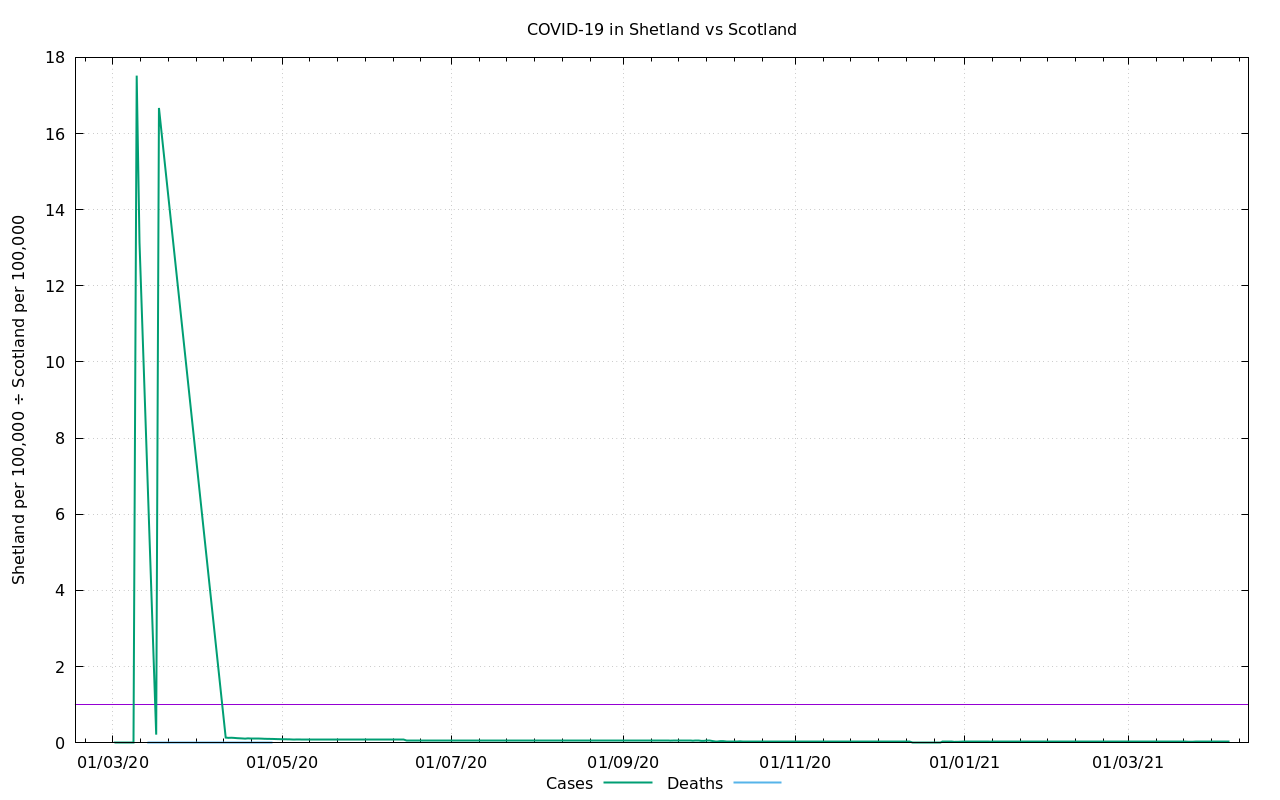 COVID-19 in Shetland vs Scotland
Shetland per 100,000 ÷ Scotland per 100,000
18
16
14
12
10
8
6
4
2
0
01/03/20 01/05/20 01/07/20 01/09/20 01/11/20 01/01/21 01/03/21
Cases Deaths